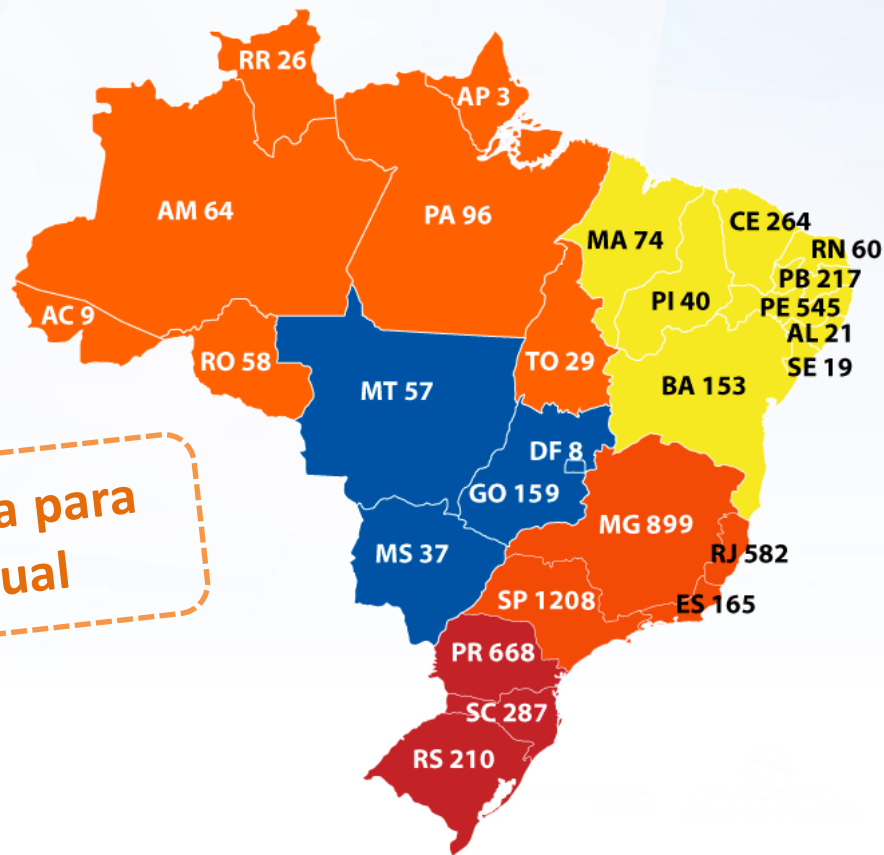 RR 26
AP 3
AM 64
PA 96
MA 74
CE 264
RN 60
PB 217
PI 40
PE 545
AL 21
SE 19
AC 9
RO 58
TO 29
BA 153
MT 57
DF 8
GO 159
MG 899
MS 37
RJ 582
SP 1208
ES 165
PR 668
SC 287
RS 210
a para
ual